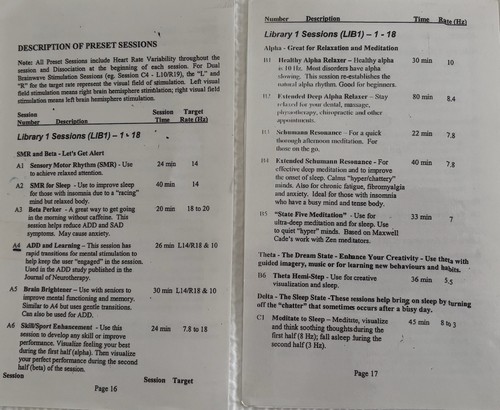 DESCRIPTION OF PRESET SESSIONS
Note: All Preset Sessions include Heart Rate Variability throughout the
session and Disociation at the beginning of each session. For Dual
Brainwave Stimulation Sessions (eg. Session C4 - L10/R19), the "L" and
"R" for the target rate represent the visual field of stimulation. Left visual
field stimulation means right brain hemisphere stimulation; right visual field
stimulation means left brain hemisphere stimulation.
Session Session Target
Number Description Time Rate (Hz)
Library 1 Sessions (LIB1) – 1 - 18
SMR and Beta - Let's Get Alert
A1 Sensory Motor Rhythm (SMR) - Use 24 min 14
to achieve relaxed attention.
A2 SMR for Sleep - Use to improve sleep 40 min 14
for those with insomnia due to a "racing"
mind but relaxed body.
A3 Beta Perker - A great way to get going 20 min 18 to 20
in the morning without caffeine. This
session helps reduce ADD and SAD
symptoms. May cause anxiety.
A4 ADD and Learning – This session has 26 min L14/R18 & 10
rapid transitions for mental stimulation to
help keep the user "engaged" in the session.
Used in the ADD study published in the
Journal of Neurotherapy.
A5 Brain Brightener – Use with seniors to 30 min L14/R18 & 10
improve mental functioning and memory.
Similar to A4 but uses gentle transitions.
Can also be used for ADD.
A6 Skill/Sport Enhancement - Use this 24 min 7.8 to 18
session to develop any skill or improve
performance. Visualize feeling your best
during the first half (alpha). Then visualize
your perfect performance during the second
half (beta) of the session.
Session Session Target
Page 16
Number Description Time Rate (Hz)
Library 1 Sessions (LIB1) – 1 - 18
Alpha - Great for Relaxation and Meditation
B1 Healthy Alpha Relaxer – Healthy alpha 30 min 10
is 10 Hz. Most disorders have alpha
slowing. This session re-establishes the
natural alpha rhythm. Good for beginners.
B2 Extended Deep Alpha Relaxer – Stay 80 min 8.4
relaxed for your dental, massage,
physiotherapy, chiropractic and other
appointments.
B3 Schumann Resonance – For a quick 22 min 7.8
thorough afternoon meditation. For
those on the go.
B4 Extended Schumann Resonance - For 40 min 7.8
effective deep meditation and to improve
the onset of sleep. Calms "hyper/chattery"
minds. Also for chronic fatigue, fibromyalgia
and anxiety. Ideal for those with insomnia
who have a busy mind and tense body.
B5 "State Five Meditation" - Use for 33 min 7
ultra-deep meditation and for sleep. Use
to quiet "hyper" minds. Based on Maxwell
Cade's work with Zen meditators.
Theta - The Dream State - Enhance Your Creativity - Use theta with
guided imagery, music or for learning new behaviours and habits.
B6 Theta Hemi-Step - Use for creative 36 min 5.5
visualization and sleep.
Delta - The Sleep State -These sessions help bring on sleep by turning
off the "chatter" that sometimes occurs after a busy day.
C1 Meditate to Sleep – Meditate, visualize 45 min 8 to 3
and think soothing thoughts during the
first half (8 Hz); fall asleep during the
second half (3 Hz).
Page 17